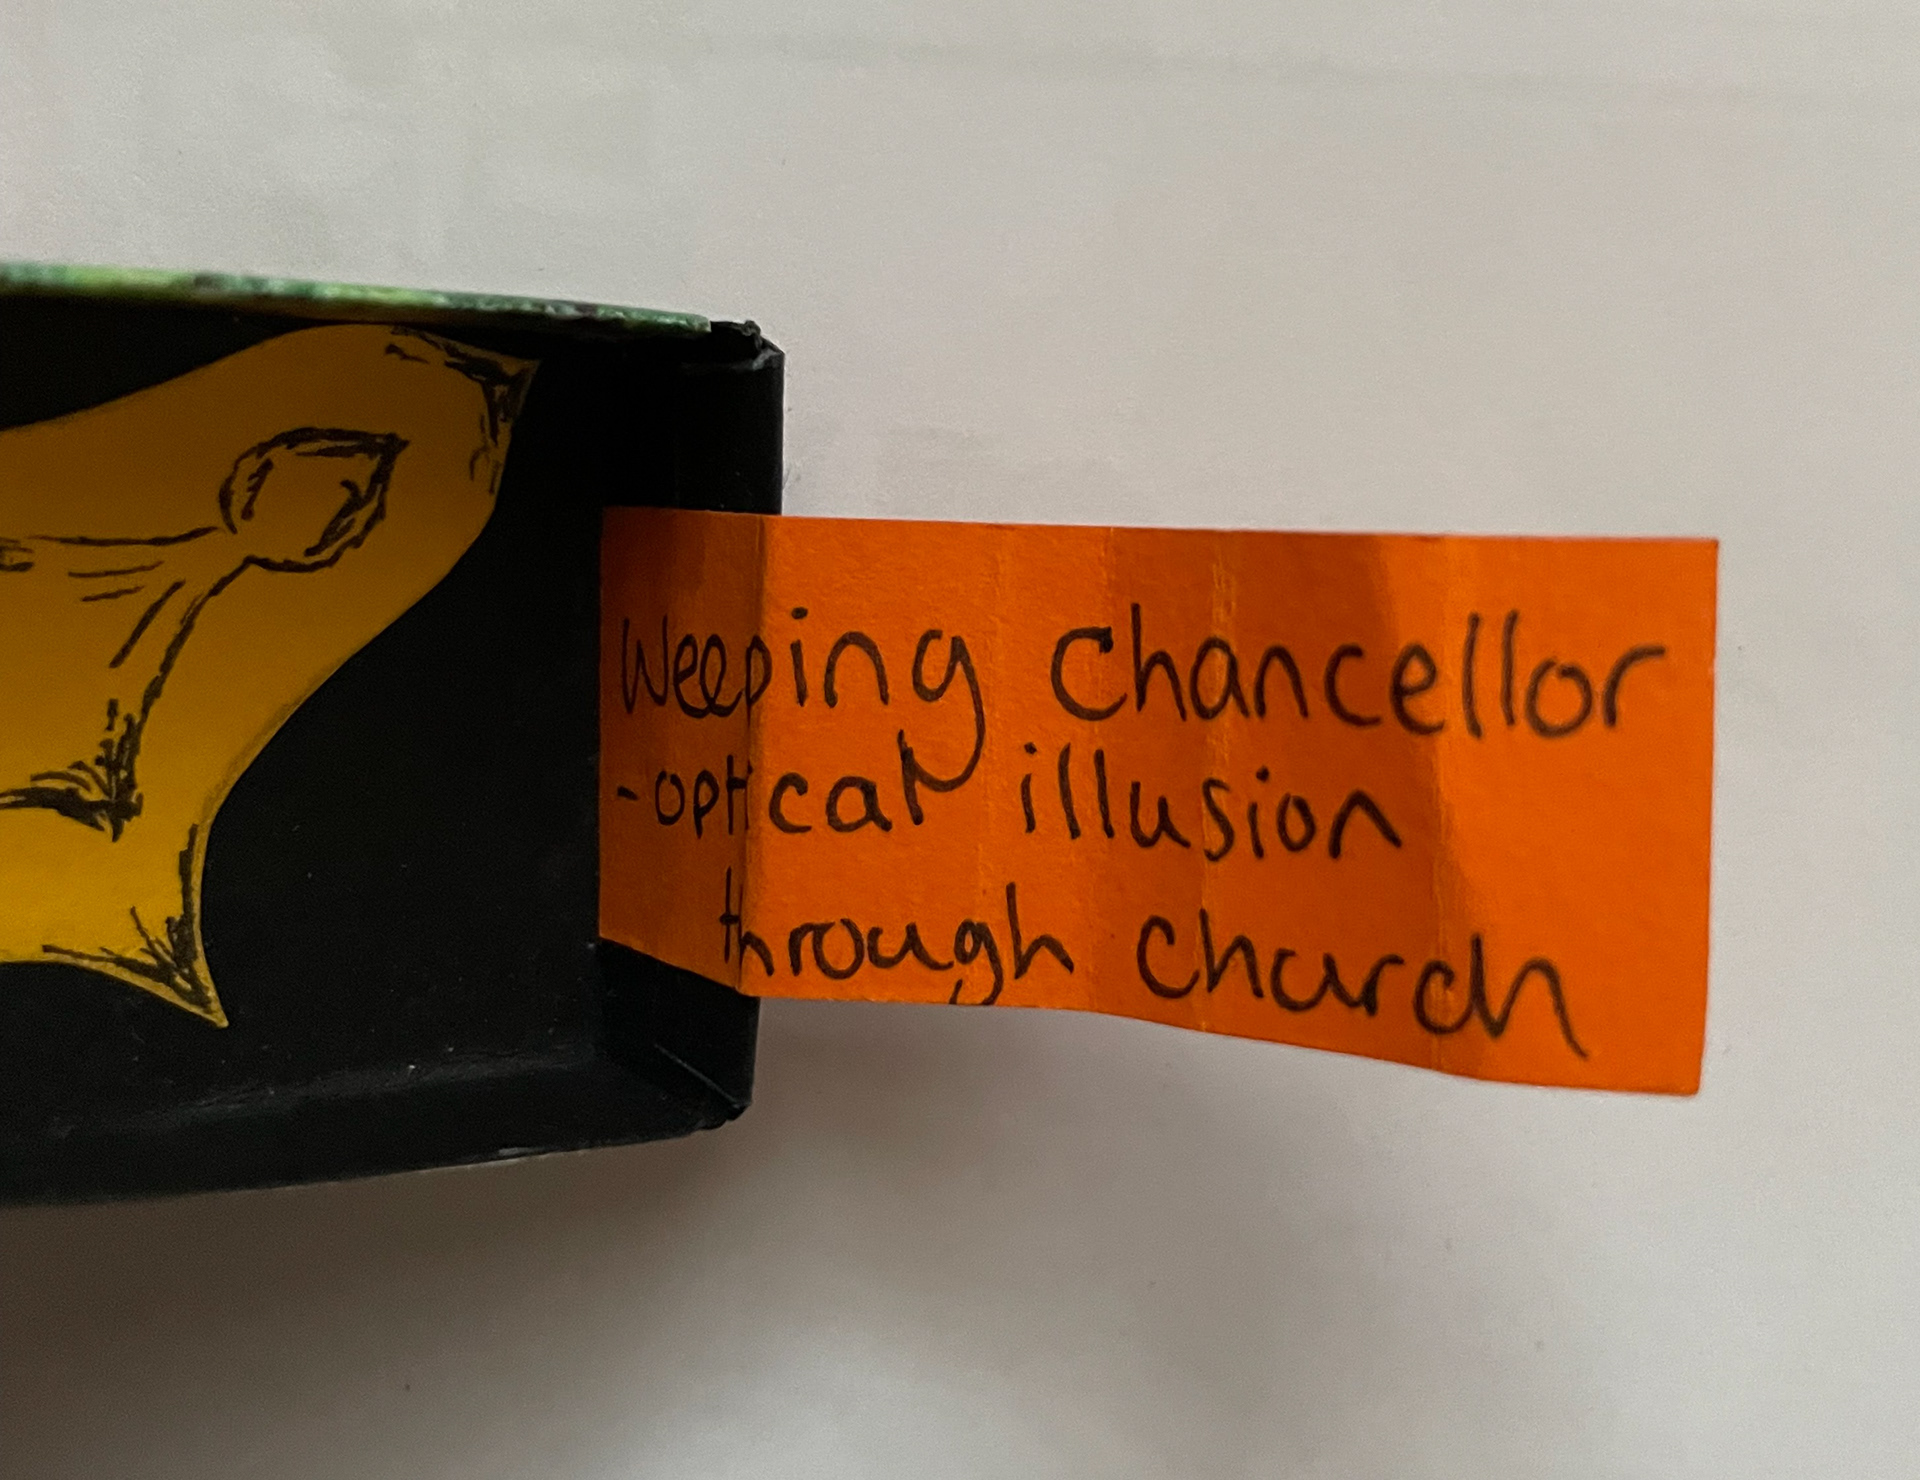 Weeping Chancellor
-optical illusion
through church